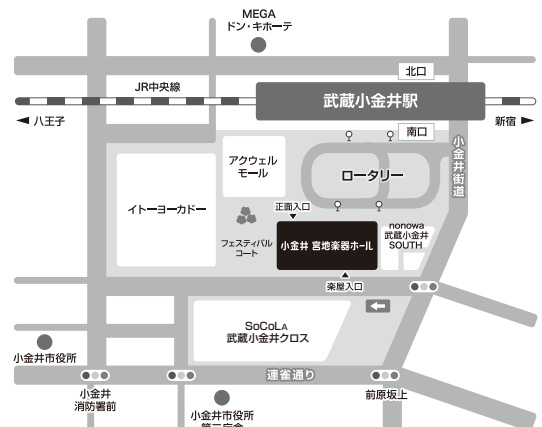 MEGA
ドン・キホーテ
北口
JR中央線
武蔵小金井駅
八王子
新宿
南口
小金井街道
アクウェル
モール
ロータリー
イトーヨーカドー
正面入口
nonowa
武蔵小金井
SOUTH
フェスティバル
コート
小金井 宮地楽器ホール
楽屋入口
SoCoLA
武蔵小金井クロス
小金井市役所
連雀通り
小金井
消防署前
前原坂上
小金井市役所
第二庁舎